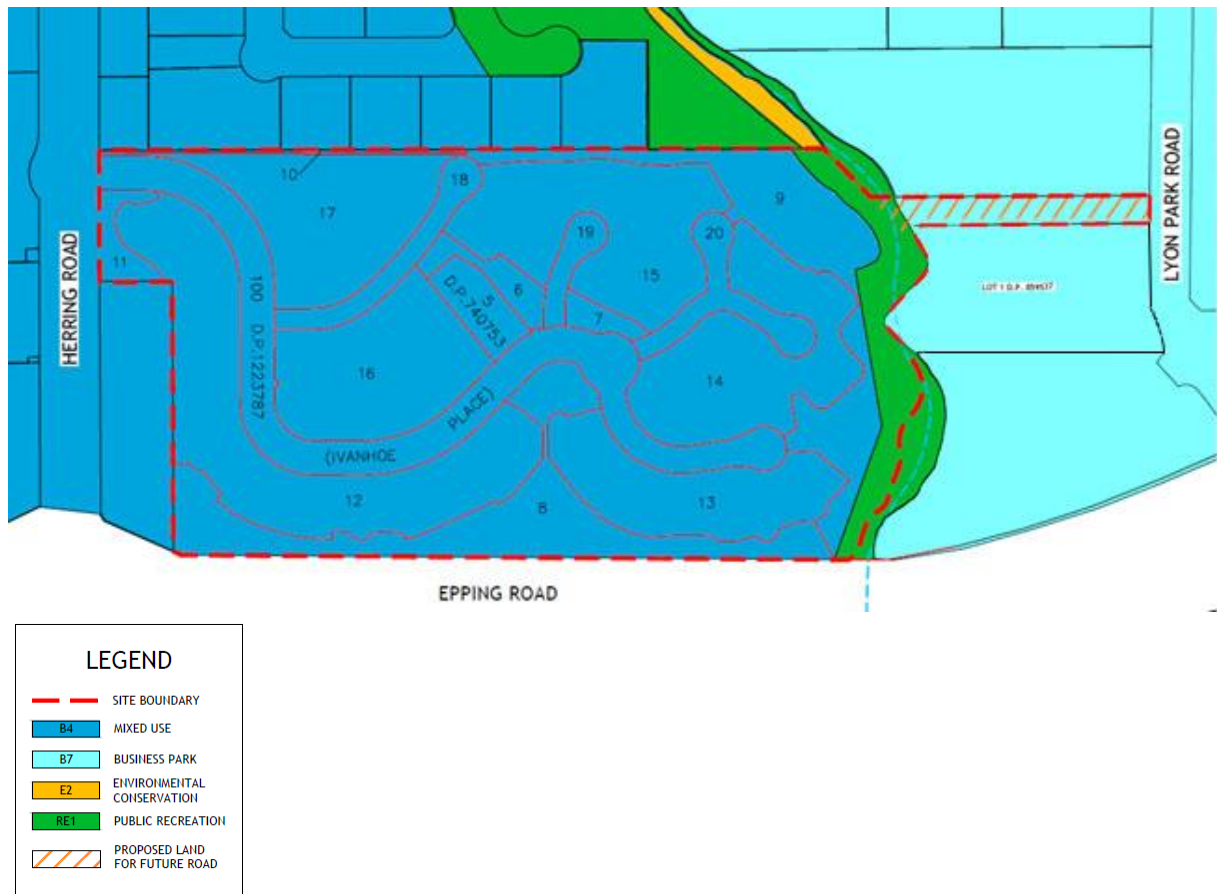 HERRING ROAD
LYON PARK ROAD
10
18
17
9
11
19
20
15
6
5
7
D.P.740753
100 D.P.1223787
16
14
PLACE)
(IVANHOE
12
8
13
LOT 1 D.P.
EPPING ROAD
LEGEND
SITE BOUNDARY
B4 MIXED USE
B7 BUSINESS PARK
E2 ENVIRONMENTAL
CONSERVATION
RE1 PUBLIC RECREATION
PROPOSED LAND
FOR FUTURE ROAD